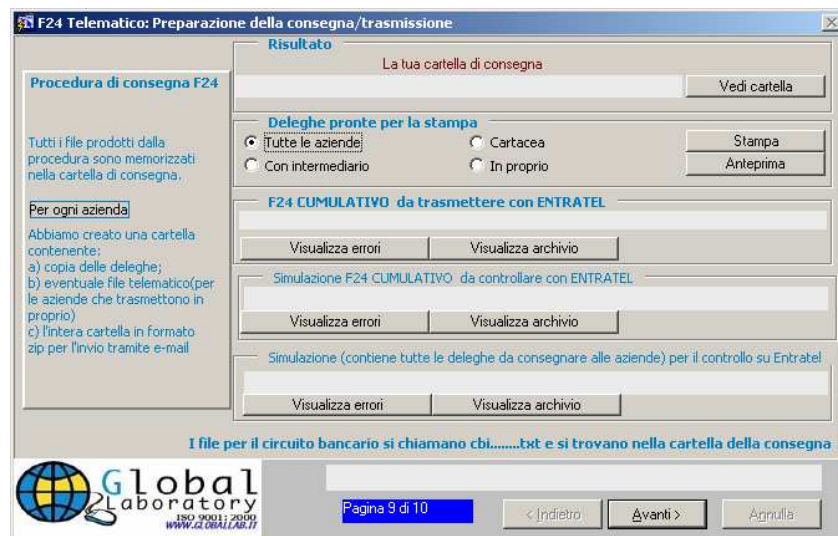 F24 Telematico: Preparazione della consegna/trasmissione
Procedura di consegna F24
Tutti i file prodotti dalla
procedura sono memorizzati
nella cartella di consegna.
Per ogni azienda
Abbiamo creato una cartella
contenente:
a) copia delle deleghe;
b) eventuale file telematico(per
le aziende che trasmettono in
proprio)
c) l'intera cartella in formato
zip per l'invio tramite e-mail
Risultato
La tua cartella di consegna
Vedi cartella
Deleghe pronte per la stampa
Tutte le aziende
Cartacea
Stampa
Con intermediario
In proprio
Anteprima
F24 CUMULATIVO da trasmettere con ENTRATEL
Visualizza errori
Visualizza archivio
Simulazione F24 CUMULATIVO da controllare con ENTRATEL
Visualizza errori
Visualizza archivio
Simulazione (contiene tutte le deleghe da consegnare alle aziende) per il controllo su Entratel
Visualizza errori
Visualizza archivio
I file per il circuito bancario si chiamano cbi........txt e si trovano nella cartella della consegna
Global
Laboratory
ISO 9001: 2000
WWW.GLOBALLAB.IT
Pagina 9 di 10
< Indietro
Avanti >
Annulla